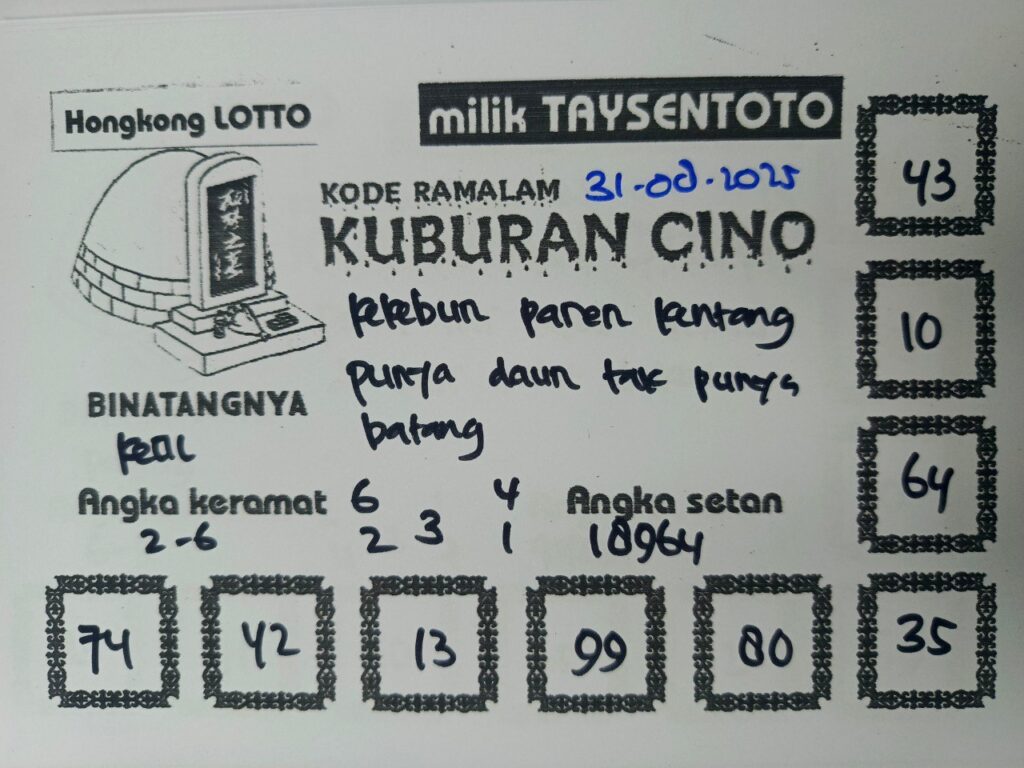 Hongkong LOTTO
milik TAYSENTOTO
KODE RAMALAM 31-08-2025
KUBURAN CINO
kekebun panen kentang
punya daun tak punya
batang
BINATANGNYA
Angka keramat
2-6
6 4
2 3 1
Angka setan
18964
43
10
64
35
74 42 13 99 80